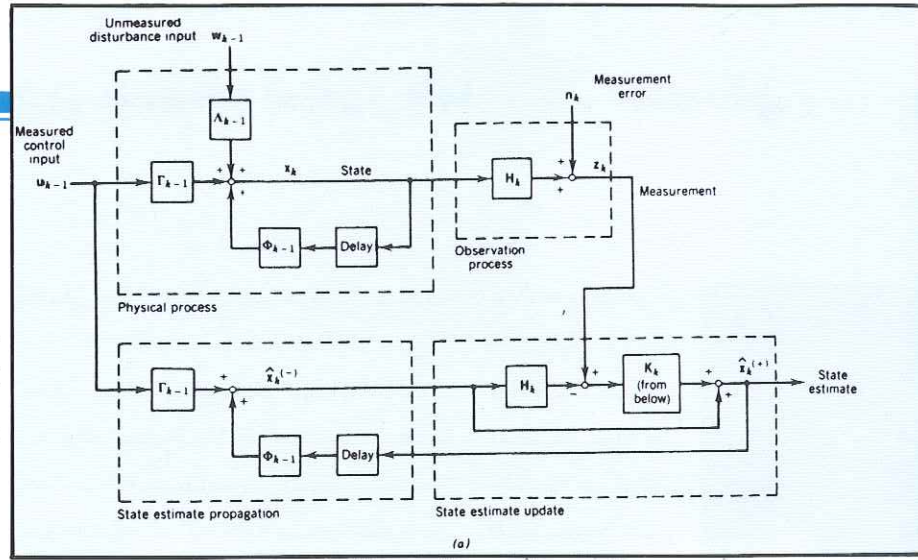 Unmeasured
disturbance input
w_{k-1}
Λ_{k-1}
Measurement
error
n_k
Measured
control
input
u_{k-1}
Γ_{k-1}
+
+
+
x_k
State
H_k
+
+
z_k
Measurement
Φ_{k-1}
Delay
Observation
process
Physical process
Γ_{k-1}
+
+
x̂_k(-)
H_k
+
-
K_k
(from
below)
+
+
x̂_k(+)
State
estimate
Φ_{k-1}
Delay
State estimate propagation
State estimate update
(a)